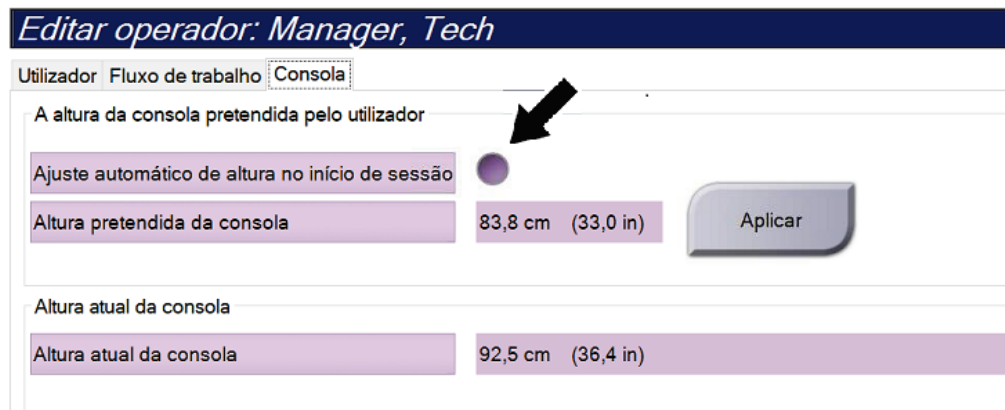 Editar operador: Manager, Tech
Utilizador Fluxo de trabalho Consola
A altura da consola pretendida pelo utilizador
Ajuste automático de altura no início de sessão
Altura pretendida da consola 83,8 cm (33,0 in) Aplicar
Altura atual da consola
Altura atual da consola 92,5 cm (36,4 in)